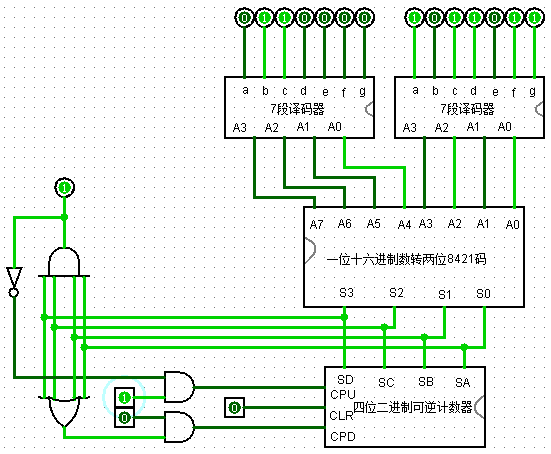 0 1 1 0 0 0 0 1 0 1 1 0 1 1
a b c d e f g a b c d e f g
7段译码器 7段译码器
A3 A2 A1 A0 A3 A2 A1 A0
1
A7 A6 A5 A4 A3 A2 A1 A0
一位十六进制数转两位8421码
S3 S2 S1 S0
SD SC SB SA
CPU
1
0 0 CLR 四位二进制可逆计数器
CPD